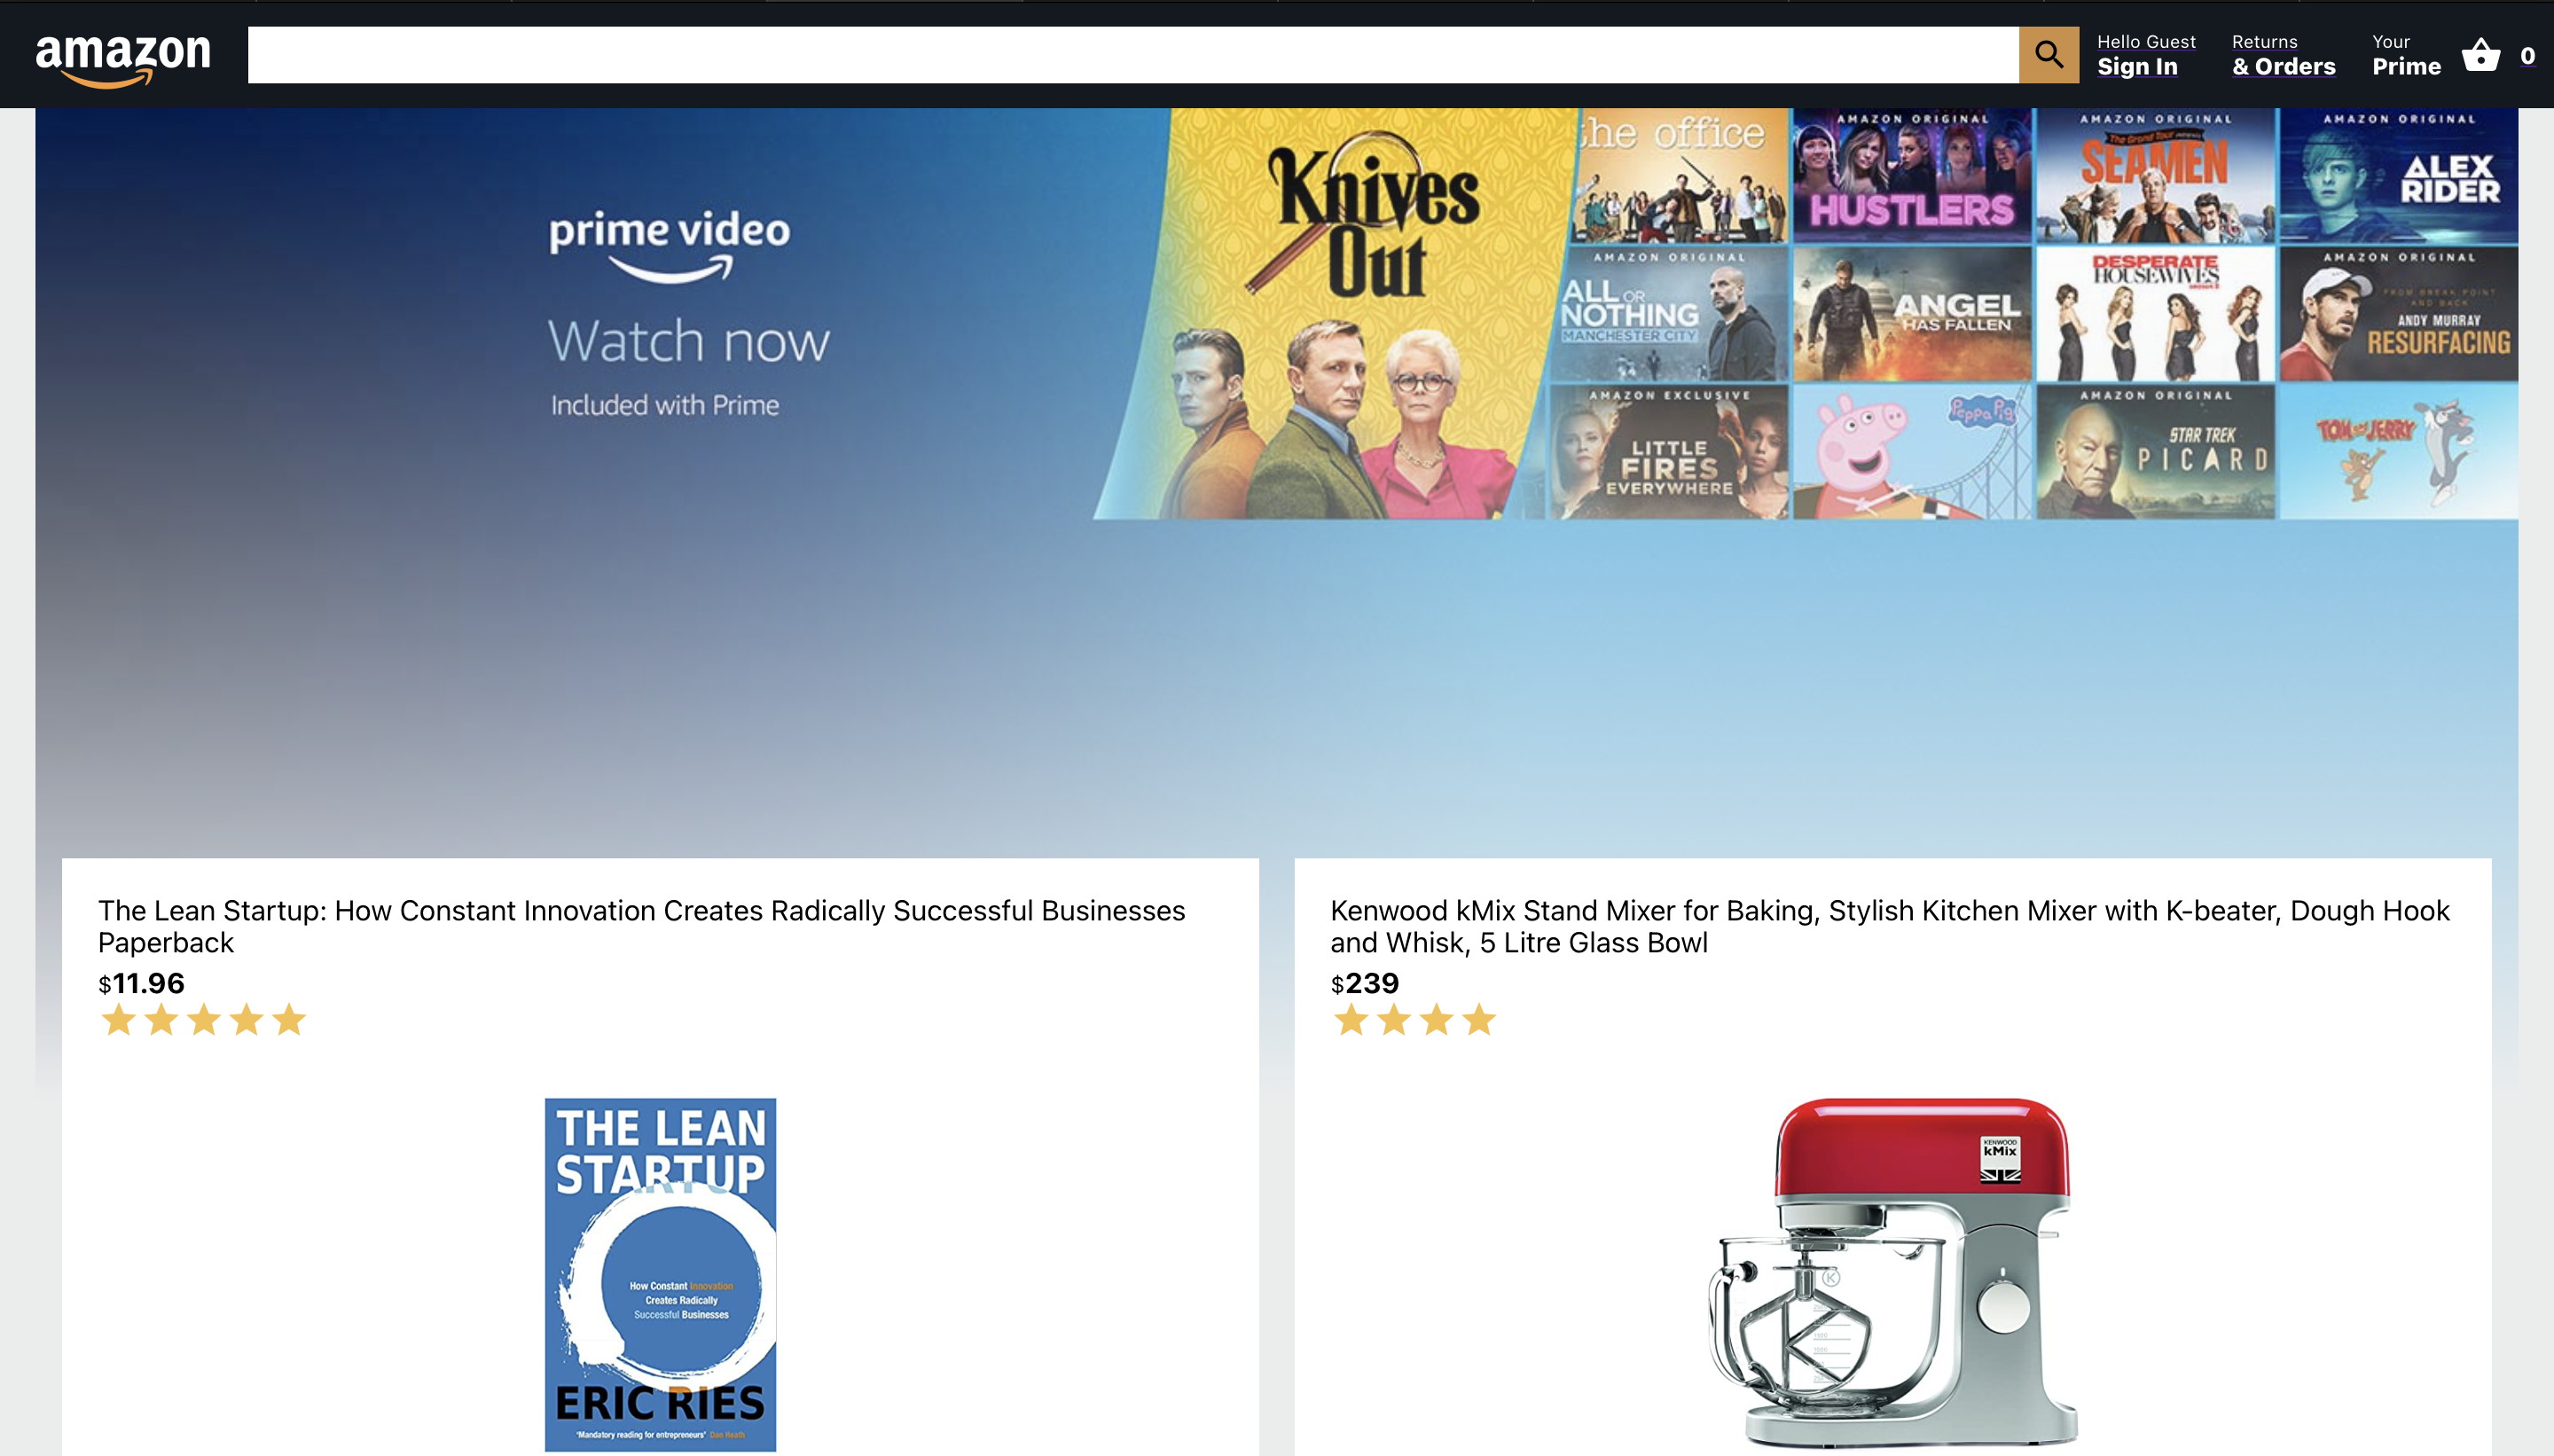 amazon
Hello Guest
Sign In
Returns
& Orders
Your
Prime
0
prime video
Watch now
Included with Prime
Knives
Out
the office
AMAZON ORIGINAL
HUSTLERS
AMAZON ORIGINAL
The Grand Tour presents
SEAMEN
AMAZON ORIGINAL
ALEX
RIDER
AMAZON ORIGINAL
ALL OR
NOTHING
MANCHESTER CITY
ANGEL
HAS FALLEN
DESPERATE
HOUSEWIVES
AMAZON ORIGINAL
FROM BREAK POINT
AND BACK
ANDY MURRAY
RESURFACING
AMAZON EXCLUSIVE
LITTLE
FIRES
EVERYWHERE
Peppa Pig
AMAZON ORIGINAL
STAR TREK
PICARD
TOM and JERRY
The Lean Startup: How Constant Innovation Creates Radically Successful Businesses
Paperback
$11.96
THE LEAN
STARTUP
How Constant Innovation
Creates Radically
Successful Businesses
ERIC RIES
'Mandatory reading for entrepreneurs' Dan Heath
Kenwood kMix Stand Mixer for Baking, Stylish Kitchen Mixer with K-beater, Dough Hook
and Whisk, 5 Litre Glass Bowl
$239
KENWOOD
kMix
K